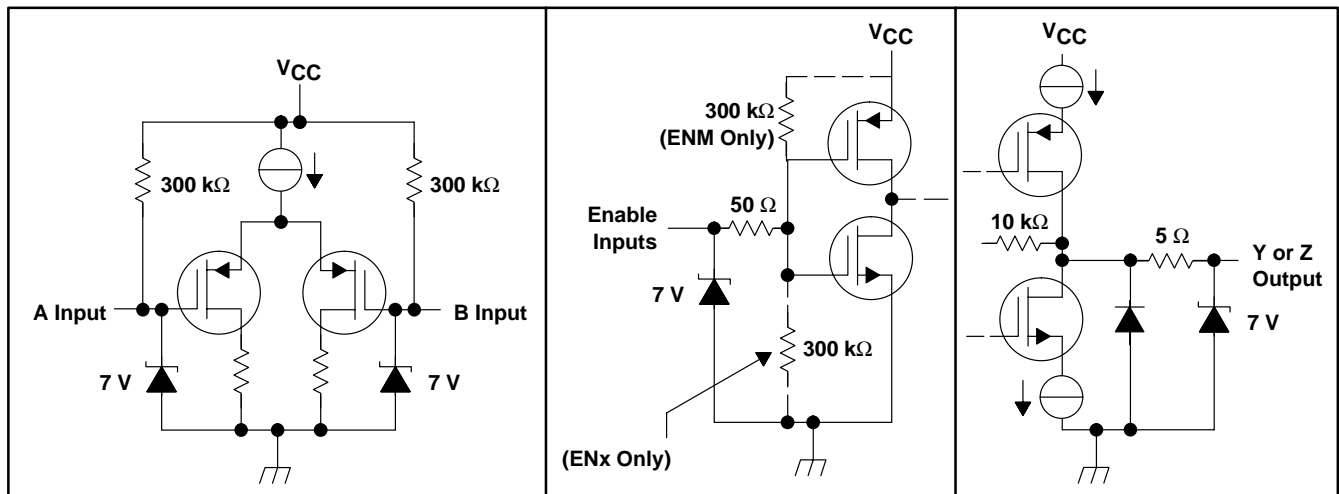 VCC
300 kΩ
300 kΩ
A Input
B Input
7 V
7 V
VCC
300 kΩ
(ENM Only)
50 Ω
Enable
Inputs
7 V
300 kΩ
(ENx Only)
VCC
10 kΩ
5 Ω
Y or Z
Output
7 V